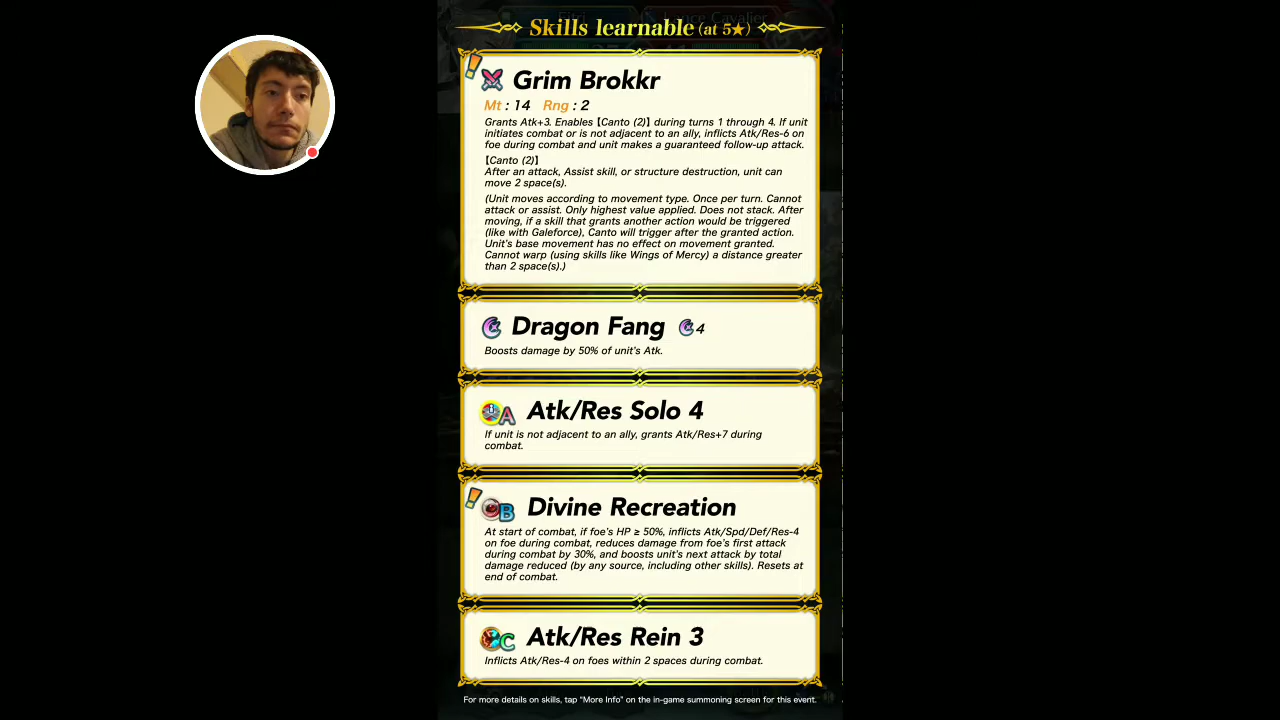 Skills learnable (at 5★)
Grim Brokkr
Mt : 14 Rng : 2
Grants Atk+3. Enables【Canto (2)】during turns 1 through 4. If unit
initiates combat or is not adjacent to an ally, inflicts Atk/Res-6 on
foe during combat and unit makes a guaranteed follow-up attack.
【Canto (2)】
After an attack, Assist skill, or structure destruction, unit can
move 2 space(s).
(Unit moves according to movement type. Once per turn. Cannot
attack or assist. Only highest value applied. Does not stack. After
moving, if a skill that grants another action would be triggered
(like with Galeforce), Canto will trigger after the granted action.
Unit's base movement has no effect on movement granted.
Cannot warp (using skills like Wings of Mercy) a distance greater
than 2 space(s).)
Dragon Fang 4
Boosts damage by 50% of unit's Atk.
A Atk/Res Solo 4
If unit is not adjacent to an ally, grants Atk/Res+7 during
combat.
B Divine Recreation
At start of combat, if foe's HP ≥ 50%, inflicts Atk/Spd/Def/Res-4
on foe during combat, reduces damage from foe's first attack
during combat by 30%, and boosts unit's next attack by total
damage reduced (by any source, including other skills). Resets at
end of combat.
C Atk/Res Rein 3
Inflicts Atk/Res-4 on foes within 2 spaces during combat.
For more details on skills, tap “More Info” on the in-game summoning screen for this event.